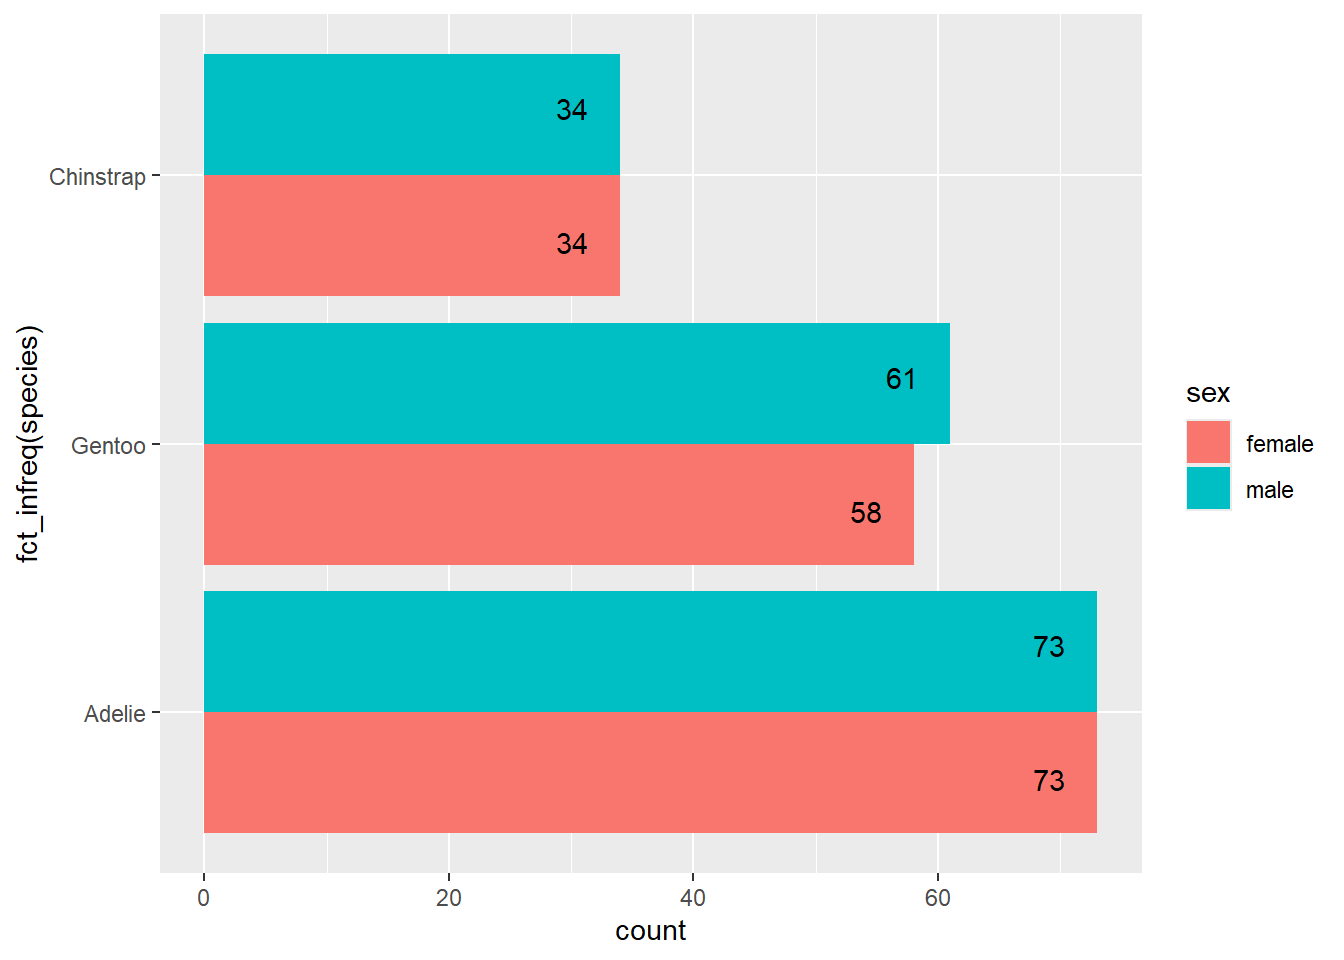 34
Chinstrap
34
61
Gentoo
58
73
Adelie
73
0 20 40 60
count
fct_infreq(species)
sex
female
male